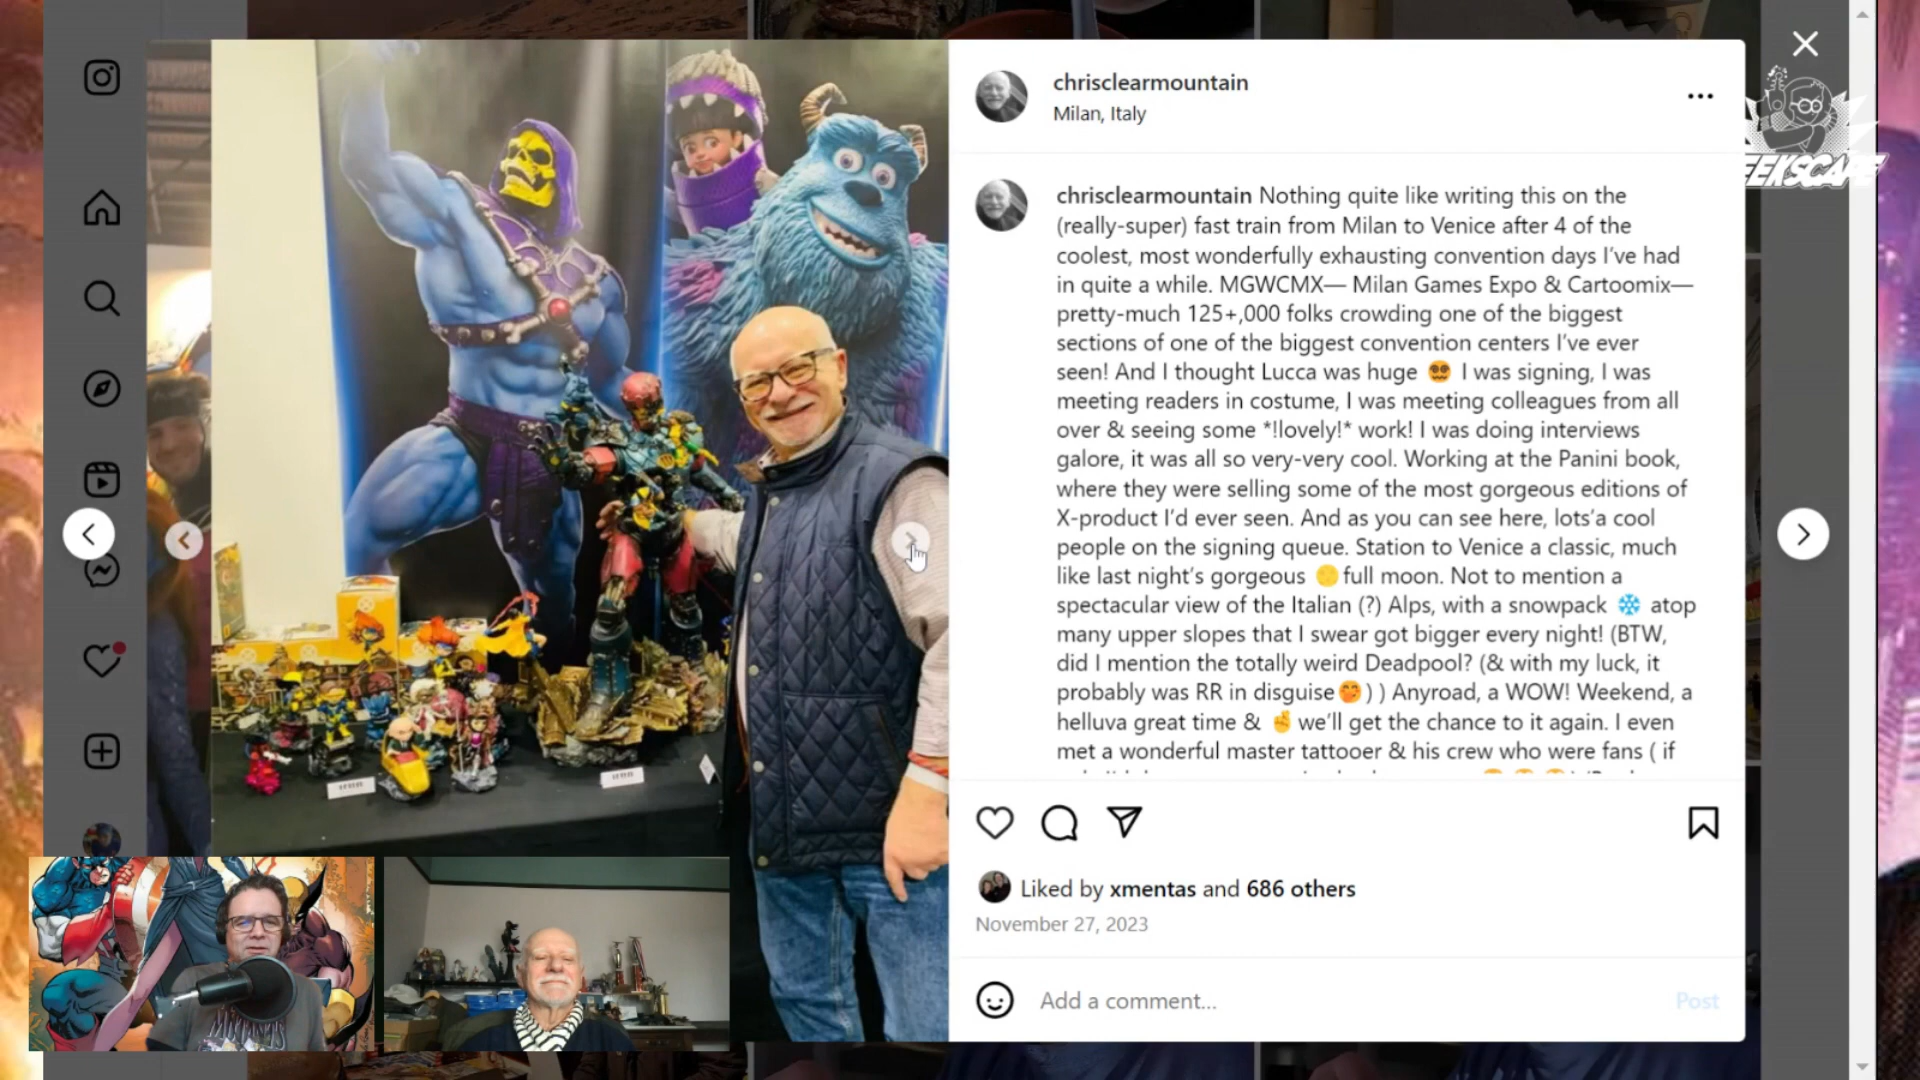 chrisclearmountain
Milan, Italy
chrisclearmountain Nothing quite like writing this on the
(really-super) fast train from Milan to Venice after 4 of the
coolest, most wonderfully exhausting convention days I've had
in quite a while. MGWCMX— Milan Games Expo & Cartoomix—
pretty-much 125+,000 folks crowding one of the biggest
sections of one of the biggest convention centers I've ever
seen! And I thought Lucca was huge 😵 I was signing, I was
meeting readers in costume, I was meeting colleagues from all
over & seeing some *!lovely!* work! I was doing interviews
galore, it was all so very-very cool. Working at the Panini book,
where they were selling some of the most gorgeous editions of
X-product I'd ever seen. And as you can see here, lots'a cool
people on the signing queue. Station to Venice a classic, much
like last night's gorgeous 🌕 full moon. Not to mention a
spectacular view of the Italian (?) Alps, with a snowpack ❄️ atop
many upper slopes that I swear got bigger every night! (BTW,
did I mention the totally weird Deadpool? (& with my luck, it
probably was RR in disguise 🤭 ) ) Anyroad, a WOW! Weekend, a
helluva great time & 🤞 we'll get the chance to it again. I even
met a wonderful master tattooer & his crew who were fans ( if
Liked by xmentas and 686 others
November 27, 2023
Add a comment...
Post
EEKSCAPE